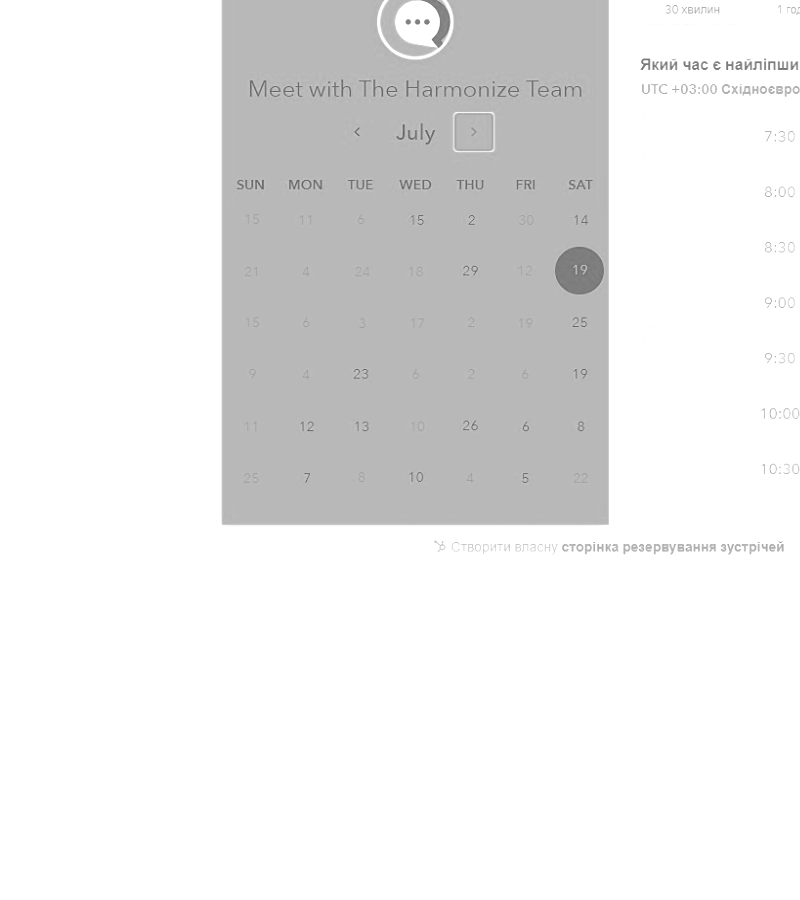 30 хвилин
Meet with The Harmonize Team
July
SUN MON TUE WED THU FRI SAT
15 11 6 15 2 30 14
21 4 24 18 29 12 19
15 6 3 17 2 19 25
9 4 23 6 2 6 19
11 12 13 10 26 6 8
25 7 8 10 4 5 22
Який час є найліпши
UTC +03:00 Східноєвро
7:30
8:00
8:30
9:00
9:30
10:00
10:30
Створити власну сторінка резервування зустрічей